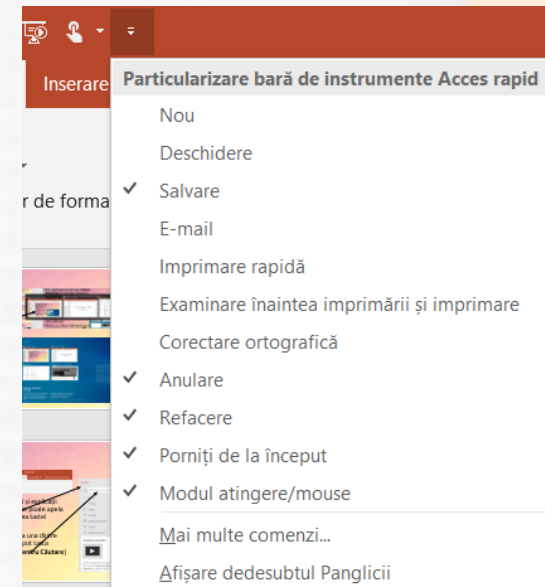 Inserare
Particularizare bară de instrumente Acces rapid
Nou
Deschidere
r de forma
Salvare
E-mail
Imprimare rapidă
Examinare înaintea imprimării și imprimare
Corectare ortografică
Anulare
Refacere
Porniți de la început
Modul atingere/mouse
Mai multe comenzi...
Afișare dedesubtul Panglicii